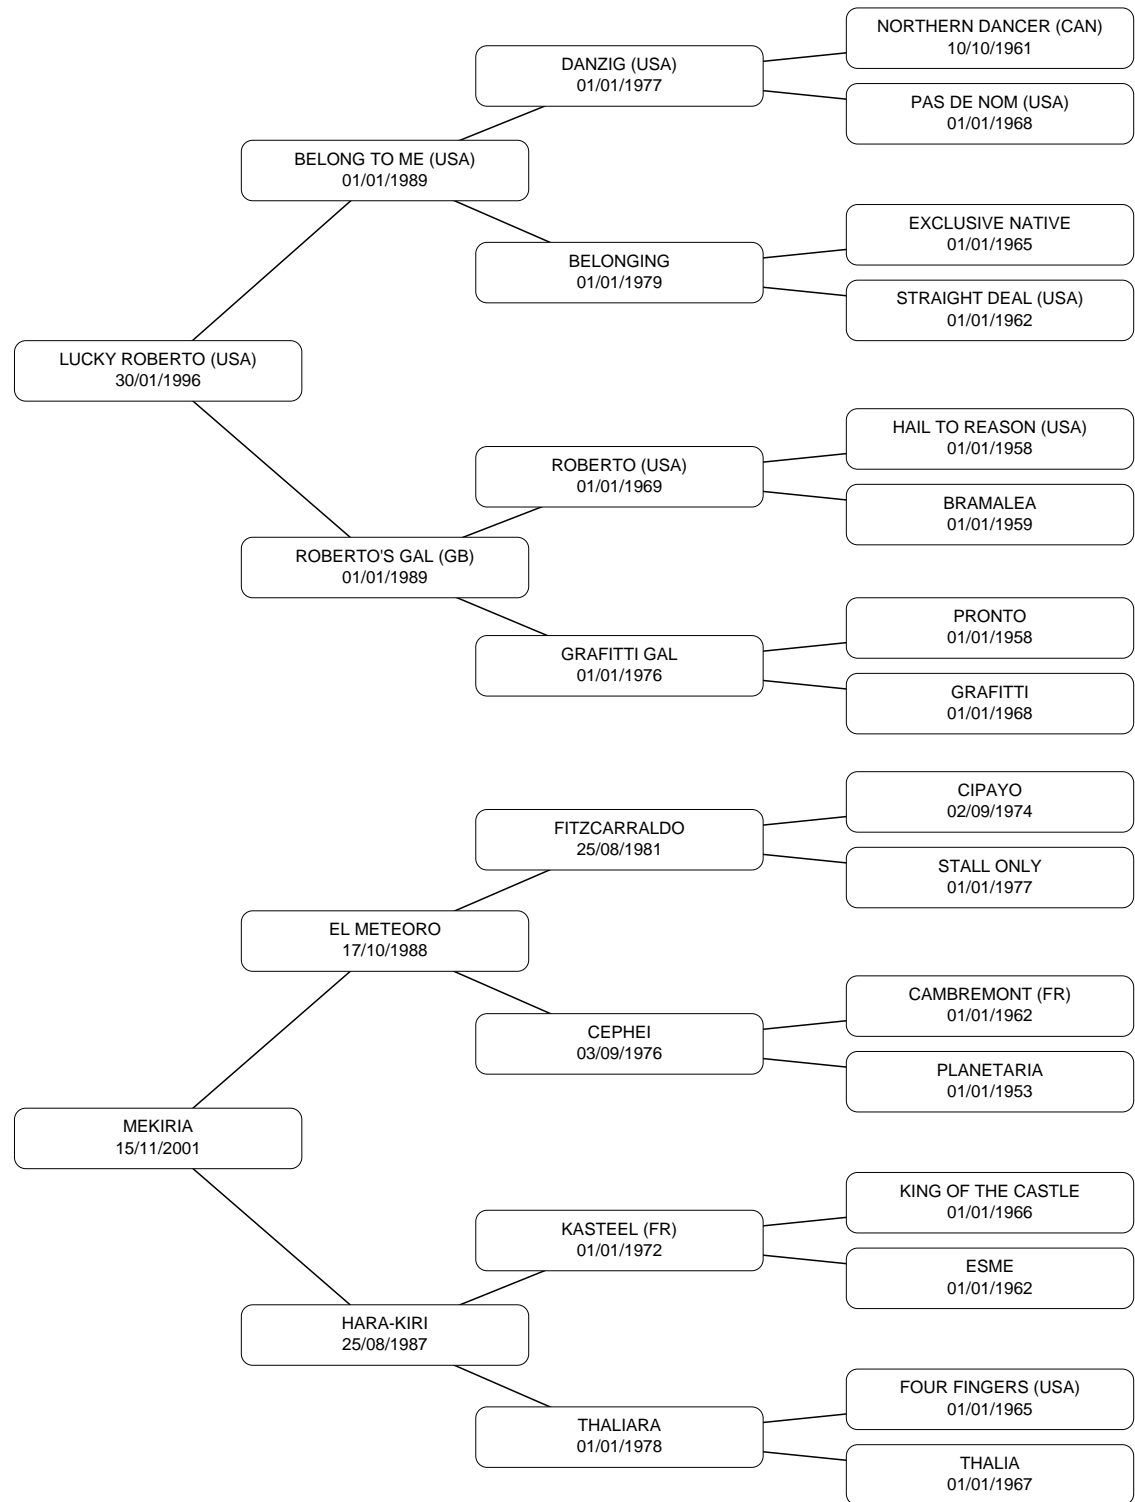 NORTHERN DANCER (CAN)
10/10/1961
DANZIG (USA)
01/01/1977
PAS DE NOM (USA)
01/01/1968
BELONG TO ME (USA)
01/01/1989
EXCLUSIVE NATIVE
01/01/1965
BELONGING
01/01/1979
STRAIGHT DEAL (USA)
01/01/1962
LUCKY ROBERTO (USA)
30/01/1996
HAIL TO REASON (USA)
01/01/1958
ROBERTO (USA)
01/01/1969
BRAMALEA
01/01/1959
ROBERTO'S GAL (GB)
01/01/1989
PRONTO
01/01/1958
GRAFITTI GAL
01/01/1976
GRAFITTI
01/01/1968
CIPAYO
02/09/1974
FITZCARRALDO
25/08/1981
STALL ONLY
01/01/1977
EL METEORO
17/10/1988
CAMBREMONT (FR)
01/01/1962
CEPHEI
03/09/1976
PLANETARIA
01/01/1953
MEKIRIA
15/11/2001
KING OF THE CASTLE
01/01/1966
KASTEEL (FR)
01/01/1972
ESME
01/01/1962
HARA-KIRI
25/08/1987
FOUR FINGERS (USA)
01/01/1965
THALIARA
01/01/1978
THALIA
01/01/1967